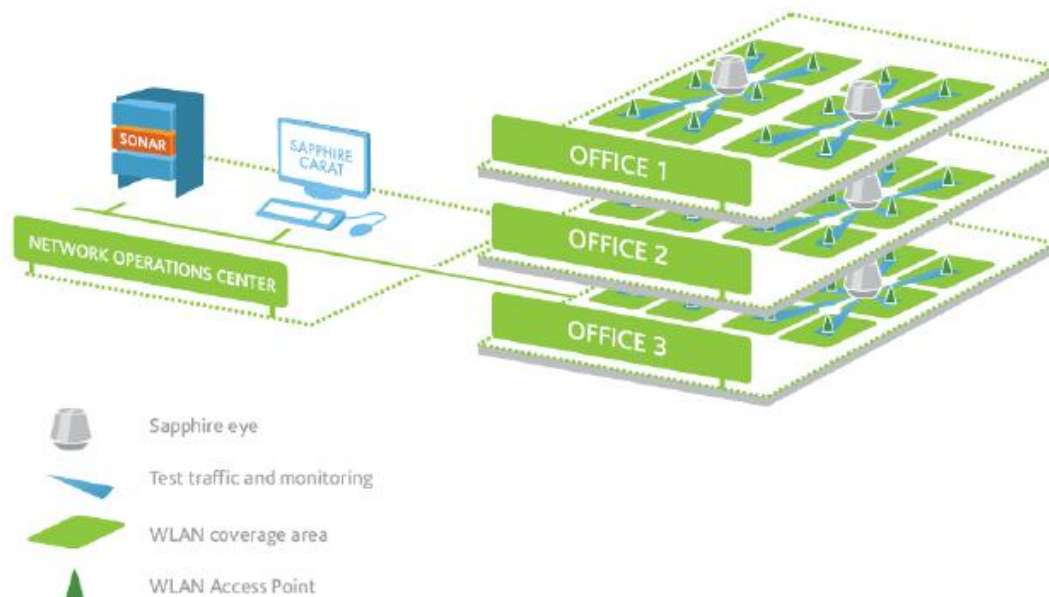 SONAR
SAPPHIRE
CARAT
NETWORK OPERATIONS CENTER
OFFICE 1
OFFICE 2
OFFICE 3
Sapphire eye
Test traffic and monitoring
WLAN coverage area
WLAN Access Point